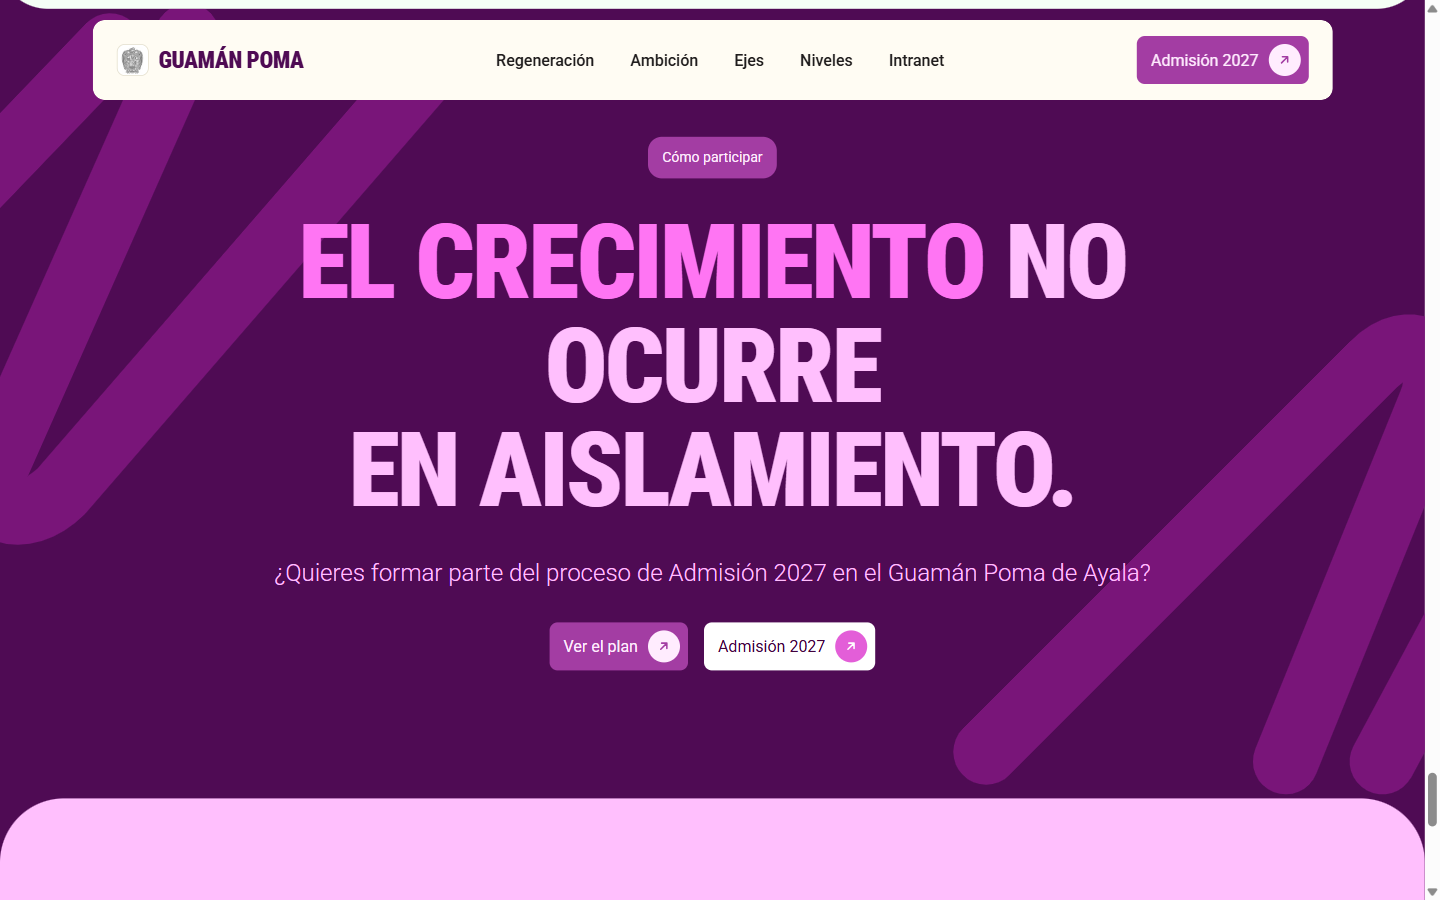 GUAMÁN POMA
Regeneración
Ambición
Ejes
Niveles
Intranet
Admisión 2027
Cómo participar
EL CRECIMIENTO NO
OCURRE
EN AISLAMIENTO.
¿Quieres formar parte del proceso de Admisión 2027 en el Guamán Poma de Ayala?
Ver el plan
Admisión 2027